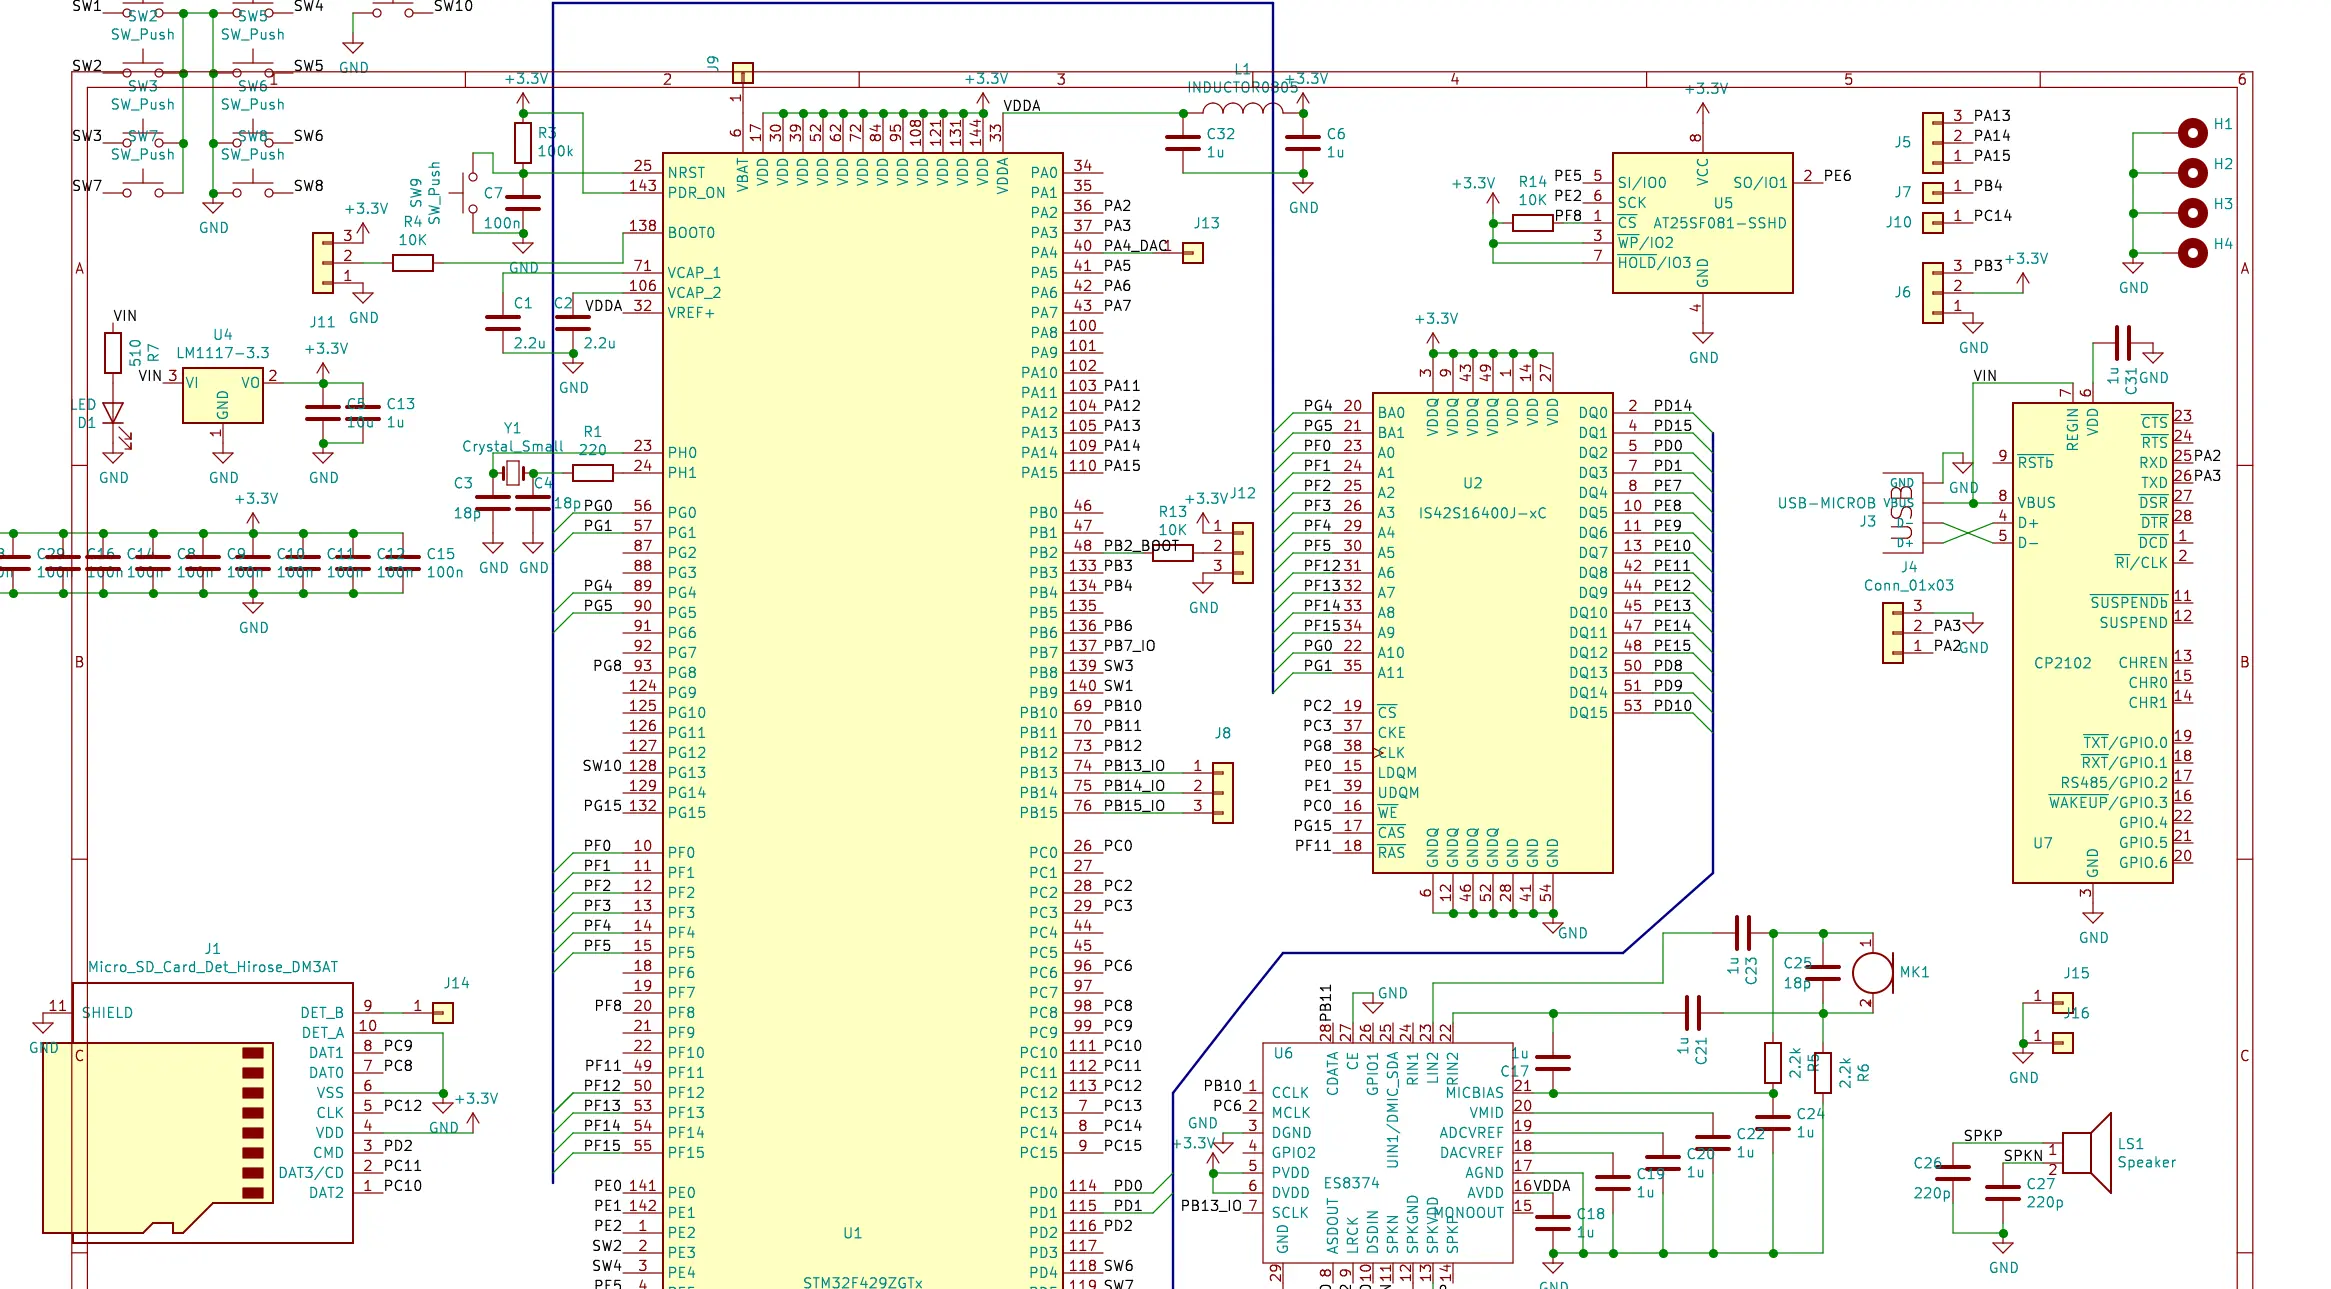 SW1
SW2
SW_Push
SW5
SW_Push
SW4
SW10
GND
SW2
SW3
SW_Push
SW6
SW_Push
SW5
SW3
SW7
SW_Push
SW8
SW_Push
SW6
SW7
SW8
GND
1 2 3 4 5 6
A
B
C
A
B
C
J9
1
+3.3V
R3
100k
SW9
SW_Push
C7
100n
GND
+3.3V
R4
10K
3
2
1
GND
J11
VIN
510
R7
LED
D1
GND
U4
LM1117-3.3
VIN 3 VI VO 2
GND
1
GND
+3.3V
C5
10u
C13
1u
GND
C1
2.2u
C2
2.2u
VDDA
GND
Y1
Crystal_Small
R1
220
C3
18p
C4
18p
GND GND
+3.3V
C29 C16 C14 C8 C9 C10 C11 C12 C15
100n 100n 100n 100n 100n 100n 100n 100n 100n
GND
J1
Micro_SD_Card_Det_Hirose_DM3AT
J14
1
11 SHIELD
GND
DET_B 9
DET_A 10
DAT1 8 PC9
DAT0 7 PC8
VSS 6
CLK 5 PC12
VDD 4
CMD 3 PD2
DAT3/CD 2 PC11
DAT2 1 PC10
GND
+3.3V
+3.3V
VDDA
6 17 30 39 52 62 72 84 95 108 121 131 144 33
VBAT VDD VDD VDD VDD VDD VDD VDD VDD VDD VDD VDD VDD VDDA
25 NRST
143 PDR_ON
138 BOOT0
71 VCAP_1
106 VCAP_2
32 VREF+
23 PH0
24 PH1
PG0 56 PG0
PG1 57 PG1
87 PG2
88 PG3
PG4 89 PG4
PG5 90 PG5
91 PG6
92 PG7
PG8 93 PG8
124 PG9
125 PG10
126 PG11
127 PG12
SW10 128 PG13
129 PG14
PG15 132 PG15
PF0 10 PF0
PF1 11 PF1
PF2 12 PF2
PF3 13 PF3
PF4 14 PF4
PF5 15 PF5
18 PF6
19 PF7
PF8 20 PF8
21 PF9
22 PF10
PF11 49 PF11
PF12 50 PF12
PF13 53 PF13
PF14 54 PF14
PF15 55 PF15
PE0 141 PE0
PE1 142 PE1
PE2 1 PE2
SW2 2 PE3
SW4 3 PE4
PE5 4
U1
STM32F429ZGTx
PA0 34
PA1 35
PA2 36 PA2
PA3 37 PA3
PA4 40 PA4_DAC
PA5 41 PA5
PA6 42 PA6
PA7 43 PA7
PA8 100
PA9 101
PA10 102
PA11 103 PA11
PA12 104 PA12
PA13 105 PA13
PA14 109 PA14
PA15 110 PA15
PB0 46
PB1 47
PB2 48 PB2_BOOT
PB3 133 PB3
PB4 134 PB4
PB5 135
PB6 136 PB6
PB7 137 PB7_IO
PB8 139 SW3
PB9 140 SW1
PB10 69 PB10
PB11 70 PB11
PB12 73 PB12
PB13 74 PB13_IO
PB14 75 PB14_IO
PB15 76 PB15_IO
PC0 26 PC0
PC1 27
PC2 28 PC2
PC3 29 PC3
PC4 44
PC5 45
PC6 96 PC6
PC7 97
PC8 98 PC8
PC9 99 PC9
PC10 111 PC10
PC11 112 PC11
PC12 113 PC12
PC13 7 PC13
PC14 8 PC14
PC15 9 PC15
PD0 114 PD0
PD1 115 PD1
PD2 116 PD2
PD3 117
PD4 118 SW6
119 SW7
J13
1
L1
INDUCTOR0805
+3.3V
C32
1u
C6
1u
GND
+3.3V
J12
R13
10K
1
2
3
GND
J8
1
2
3
+3.3V
3 9 43 49 1 14 27
VDDQ VDDQ VDDQ VDDQ VDD VDD VDD
U2
IS42S16400J-xC
PG4 20 BA0
PG5 21 BA1
PF0 23 A0
PF1 24 A1
PF2 25 A2
PF3 26 A3
PF4 29 A4
PF5 30 A5
PF12 31 A6
PF13 32 A7
PF14 33 A8
PF15 34 A9
PG0 22 A10
PG1 35 A11
PC2 19 CS
PC3 37 CKE
PG8 38 CLK
PE0 15 LDQM
PE1 39 UDQM
PC0 16 WE
PG15 17 CAS
PF11 18 RAS
DQ0 2 PD14
DQ1 4 PD15
DQ2 5 PD0
DQ3 7 PD1
DQ4 8 PE7
DQ5 10 PE8
DQ6 11 PE9
DQ7 13 PE10
DQ8 42 PE11
DQ9 44 PE12
DQ10 45 PE13
DQ11 47 PE14
DQ12 48 PE15
DQ13 50 PD8
DQ14 51 PD9
DQ15 53 PD10
GNDQ GNDQ GNDQ GNDQ GND GND GND
6 12 46 52 28 41 54
GND
+3.3V
8
VCC
+3.3V
R14
10K
PE5 5 SI/IO0
PE2 6 SCK
PF8 1 CS
3 WP/IO2
7 HOLD/IO3
SO/IO1 2 PE6
U5
AT25SF081-SSHD
GND
4
GND
J5
3 PA13
2 PA14
1 PA15
J7 1 PB4
J10 1 PC14
J6
3 PB3
2
1
+3.3V
GND
H1
H2
H3
H4
GND
VIN
1u
C31
GND
7 6
REGIN VDD
9 RSTb
8 VBUS
4 D+
5 D-
CTS 23
RTS 24
RXD 25 PA2
TXD 26 PA3
DSR 27
DTR 28
DCD 1
RI/CLK 2
SUSPENDb 11
SUSPEND 12
CHREN 13
CHR0 15
CHR1 14
TXT/GPIO.0 19
RXT/GPIO.1 18
RS485/GPIO.2 17
WAKEUP/GPIO.3 16
GPIO.4 22
GPIO.5 21
GPIO.6 20
CP2102
U7
GND
3
GND
USB-MICROB
J3
USB
GND
VBUS
D-
D+
GND
J4
Conn_01x03
3
2 PA3
1 PA2
GND
PB11
28 27 26 25 24 23 22
CDATA CE GPIO1 UIN1/DMIC_SDA RIN1 LIN2 RIN2
GND
U6
ES8374
PB10 1 CCLK
PC6 2 MCLK
GND 3 DGND
4 GPIO2
+3.3V 5 PVDD
6 DVDD
PB13_IO 7 SCLK
MICBIAS 21
VMID 20
ADCVREF 19
DACVREF 18
AGND 17
AVDD 16 VDDA
MONOOUT 15
GND ASDOUT LRCK DSDIN SPKN SPKGND SPKVDD SPKP
29 8 9 10 11 12 13 14
1u
C17
C18
1u
C19
1u
C20
1u
C22
1u
C24
1u
GND
1u
C23
1u
C21
C25
18p
MK1
1
2
2.2k
R5
2.2k
R6
J15
1
J16
1
GND
SPKP
SPKN
1
2
LS1
Speaker
C26
220p
C27
220p
GND